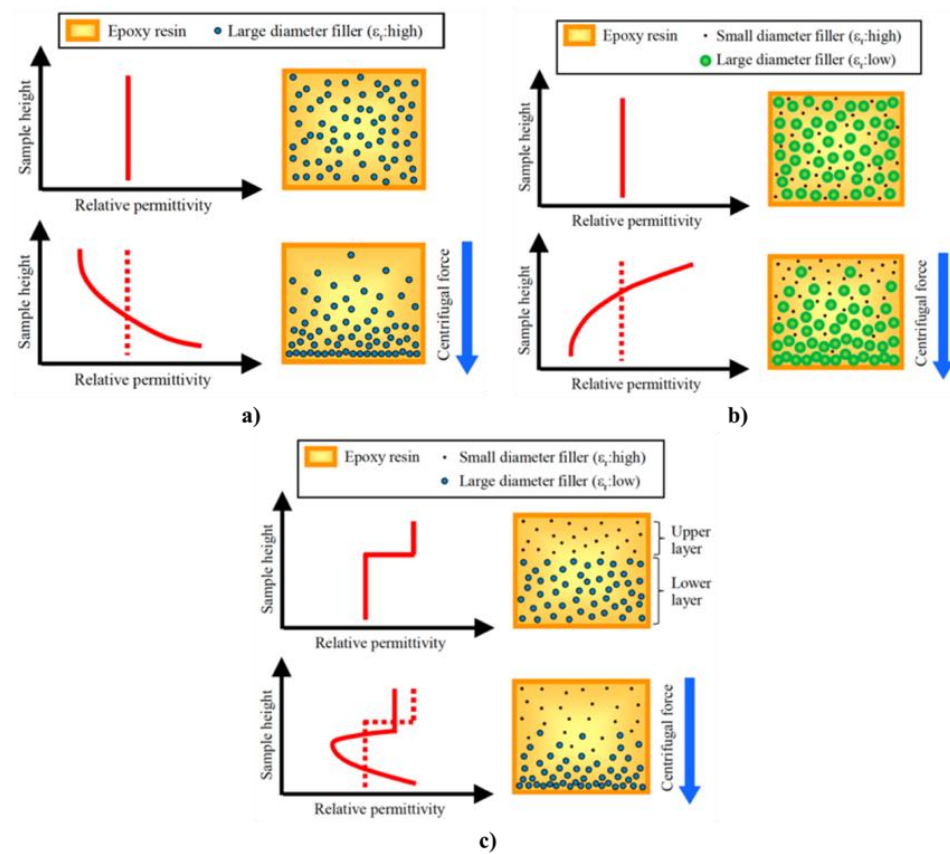 Epoxy resin
Large diameter filler (εr:high)
Sample height
Relative permittivity
Sample height
Relative permittivity
Centrifugal force
a)
Epoxy resin
Small diameter filler (εr:high)
Large diameter filler (εr:low)
Sample height
Relative permittivity
Sample height
Relative permittivity
Centrifugal force
b)
Epoxy resin
Small diameter filler (εr:high)
Large diameter filler (εr:low)
Sample height
Relative permittivity
Upper
layer
Lower
layer
Sample height
Relative permittivity
Centrifugal force
c)